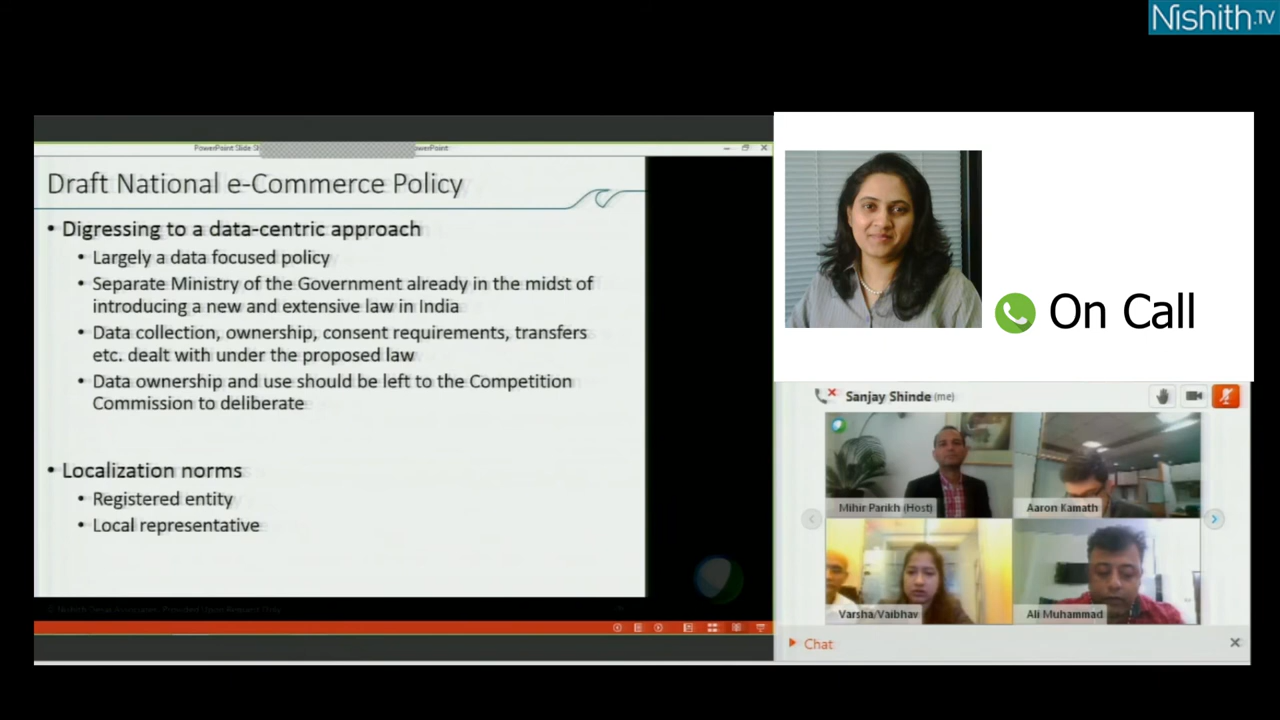 Nishith.TV
PowerPoint Slide S
PowerPoint
Draft National e-Commerce Policy
• Digressing to a data-centric approach
• Largely a data focused policy
• Separate Ministry of the Government already in the midst of
introducing a new and extensive law in India
• Data collection, ownership, consent requirements, transfers
etc. dealt with under the proposed law
• Data ownership and use should be left to the Competition
Commission to deliberate
• Localization norms
• Registered entity
• Local representative
On Call
Sanjay Shinde (me)
Mihir Parikh (Host)
Aaron Kamath
Varsha/Vaibhav
Ali Muhammad
Chat